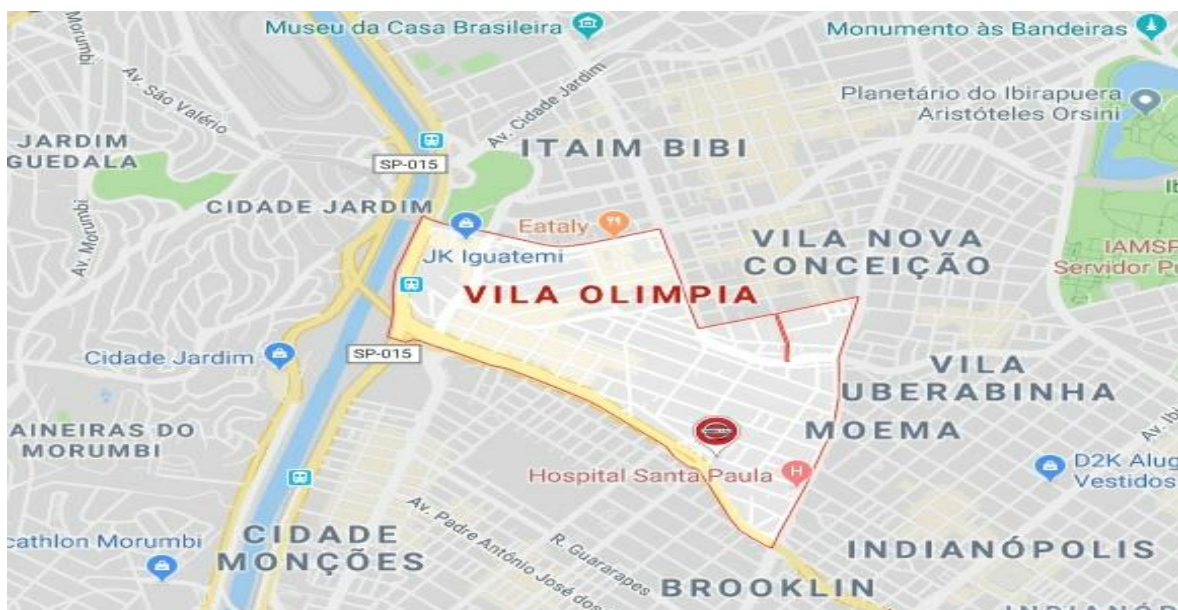 Museu da Casa Brasileira
Monumento às Bandeiras
Morumbi
Av. São Valério
Av. Cidade Jardim
Planetário do Ibirapuera
Aristóteles Orsini
JARDIM
GUEDALA
ITAIM BIBI
SP-015
Ib
CIDADE JARDIM
Av. Morumbi
Eataly
JK Iguatemi
VILA NOVA
CONCEIÇÃO
IAMSP
Servidor Pú
VILA OLIMPIA
SP-015
Cidade Jardim
VILA
UBERABINHA
AINEIRAS DO
MORUMBI
MOEMA
Av. Ibi
Hospital Santa Paula
H
D2K Alug
Vestidos
Av. Padre Antônio José dos
R. Guararapes
CIDADE
MONÇÕES
cathlon Morumbi
INDIANÓPOLIS
BROOKLIN